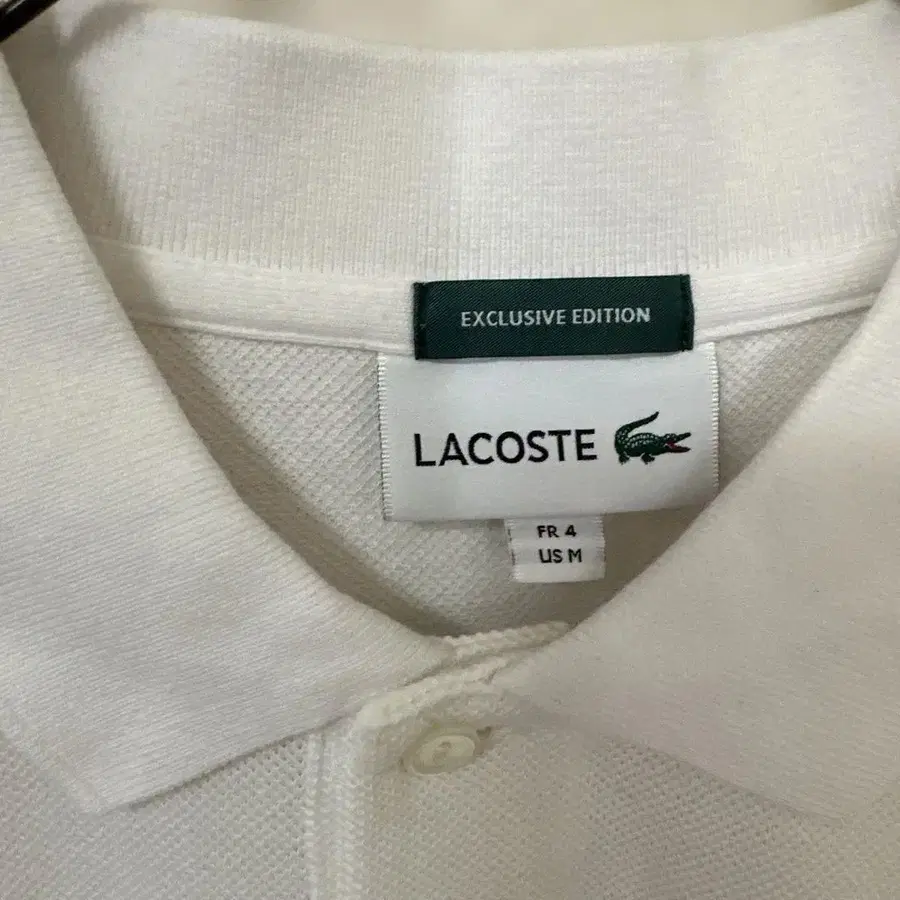 EXCLUSIVE EDITION
LACOSTE
FR 4
US M